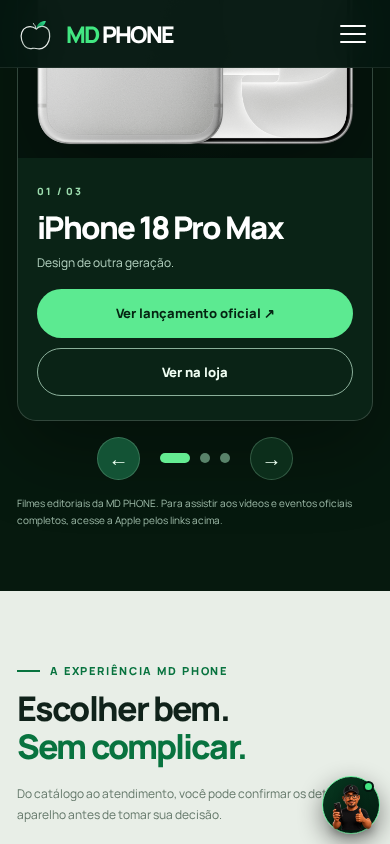 MD PHONE
01 / 03
iPhone 18 Pro Max
Design de outra geração.
Ver lançamento oficial ↗
Ver na loja
← →
Filmes editoriais da MD PHONE. Para assistir aos vídeos e eventos oficiais
completos, acesse a Apple pelos links acima.
A EXPERIÊNCIA MD PHONE
Escolher bem.
Sem complicar.
Do catálogo ao atendimento, você pode confirmar os
aparelho antes de tomar sua decisão.